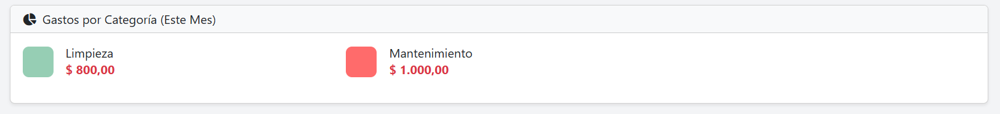 Gastos por Categoría (Este Mes)
Limpieza
$ 800,00
Mantenimiento
$ 1.000,00